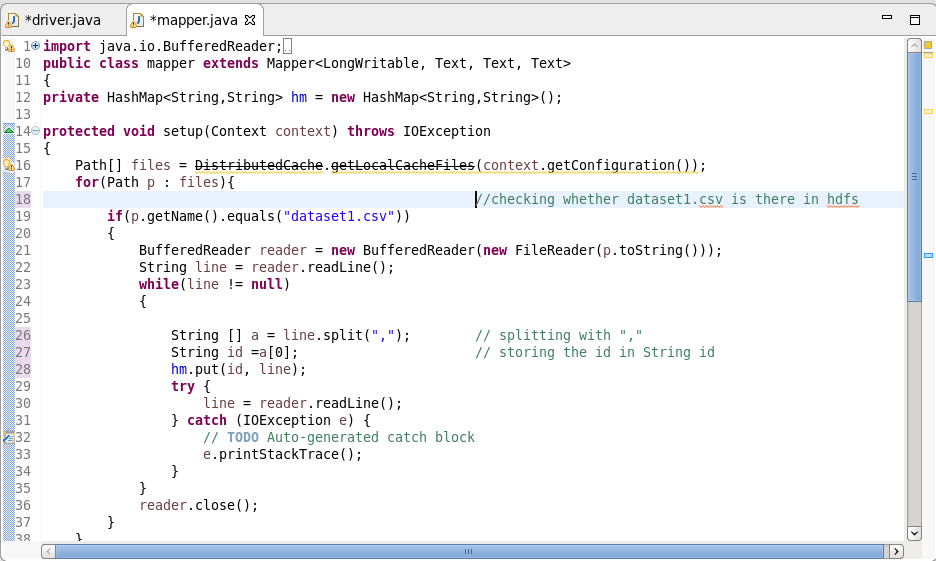 *driver.java *mapper.java
1 import java.io.BufferedReader;
10 public class mapper extends Mapper<LongWritable, Text, Text, Text>
11 {
12 private HashMap<String,String> hm = new HashMap<String,String>();
13
14 protected void setup(Context context) throws IOException
15 {
16 Path[] files = DistributedCache.getLocalCacheFiles(context.getConfiguration());
17 for(Path p : files){
18 //checking whether dataset1.csv is there in hdfs
19 if(p.getName().equals("dataset1.csv"))
20 {
21 BufferedReader reader = new BufferedReader(new FileReader(p.toString()));
22 String line = reader.readLine();
23 while(line != null)
24 {
25
26 String [] a = line.split(","); // splitting with ","
27 String id =a[0]; // storing the id in String id
28 hm.put(id, line);
29 try {
30 line = reader.readLine();
31 } catch (IOException e) {
32 // TODO Auto-generated catch block
33 e.printStackTrace();
34 }
35 }
36 reader.close();
37 }
38 }